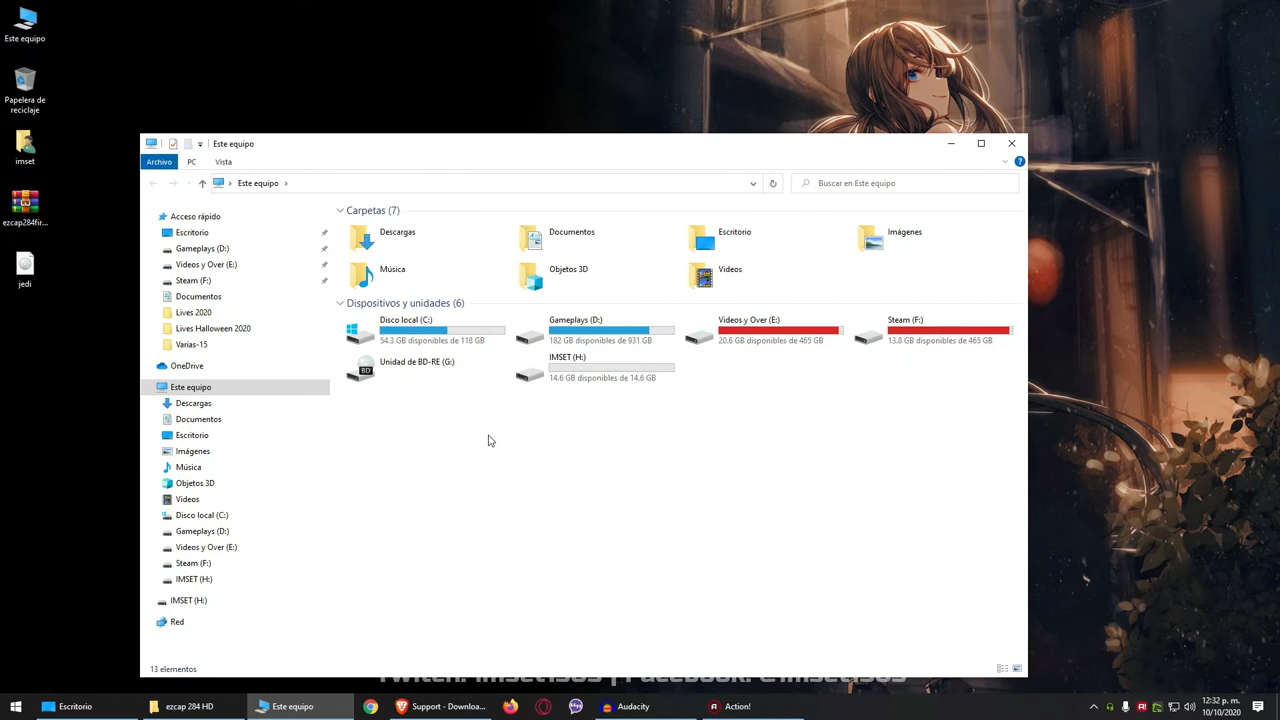 Este equipo
Papelera de
reciclaje
imset
ezcap284fir...
jedi
Este equipo
Archivo
PC
Vista
Este equipo
Buscar en Este equipo
Acceso rápido
Escritorio
Gameplays (D:)
Videos y Over (E:)
Steam (F:)
Documentos
Lives 2020
Lives Halloween 2020
Varias-15
OneDrive
Este equipo
Descargas
Documentos
Escritorio
Imágenes
Música
Objetos 3D
Videos
Disco local (C:)
Gameplays (D:)
Videos y Over (E:)
Steam (F:)
IMSET (H:)
IMSET (H:)
Red
Carpetas (7)
Descargas
Documentos
Escritorio
Imágenes
Música
Objetos 3D
Videos
Dispositivos y unidades (6)
Disco local (C:)
54.3 GB disponibles de 118 GB
Gameplays (D:)
182 GB disponibles de 931 GB
Videos y Over (E:)
20.6 GB disponibles de 465 GB
Steam (F:)
13.8 GB disponibles de 465 GB
BD
Unidad de BD-RE (G:)
IMSET (H:)
14.6 GB disponibles de 14.6 GB
13 elementos
Escritorio
ezcap 284 HD
Este equipo
Support - Downloa...
Audacity
Action!
12:32 p. m.
10/10/2020